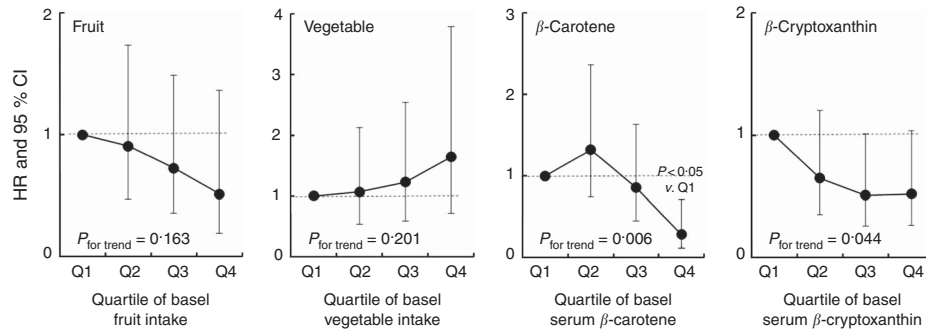 HR and 95 % CI
Fruit
2
1
0
P for trend = 0·163
Q1 Q2 Q3 Q4
Quartile of basel
fruit intake
Vegetable
4
3
2
1
0
P for trend = 0·201
Q1 Q2 Q3 Q4
Quartile of basel
vegetable intake
β-Carotene
3
2
1
0
P < 0·05
v. Q1
P for trend = 0·006
Q1 Q2 Q3 Q4
Quartile of basel
serum β-carotene
β-Cryptoxanthin
2
1
0
P for trend = 0·044
Q1 Q2 Q3 Q4
Quartile of basel
serum β-cryptoxanthin